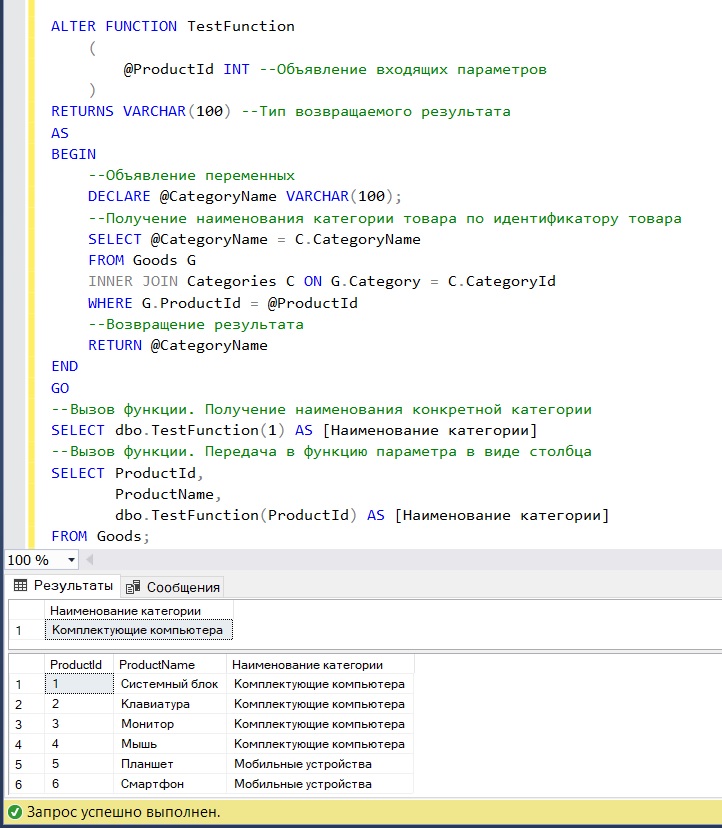 ALTER FUNCTION TestFunction
(
@ProductId INT --Объявление входящих параметров
)
RETURNS VARCHAR(100) --Тип возвращаемого результата
AS
BEGIN
--Объявление переменных
DECLARE @CategoryName VARCHAR(100);
--Получение наименования категории товара по идентификатору товара
SELECT @CategoryName = C.CategoryName
FROM Goods G
INNER JOIN Categories C ON G.Category = C.CategoryId
WHERE G.ProductId = @ProductId
--Возвращение результата
RETURN @CategoryName
END
GO
--Вызов функции. Получение наименования конкретной категории
SELECT dbo.TestFunction(1) AS [Наименование категории]
--Вызов функции. Передача в функцию параметра в виде столбца
SELECT ProductId,
ProductName,
dbo.TestFunction(ProductId) AS [Наименование категории]
FROM Goods;
100 %
Результаты Сообщения
Наименование категории
1 Комплектующие компьютера
ProductId ProductName Наименование категории
1 1 Системный блок Комплектующие компьютера
2 2 Клавиатура Комплектующие компьютера
3 3 Монитор Комплектующие компьютера
4 4 Мышь Комплектующие компьютера
5 5 Планшет Мобильные устройства
6 6 Смартфон Мобильные устройства
Запрос успешно выполнен.